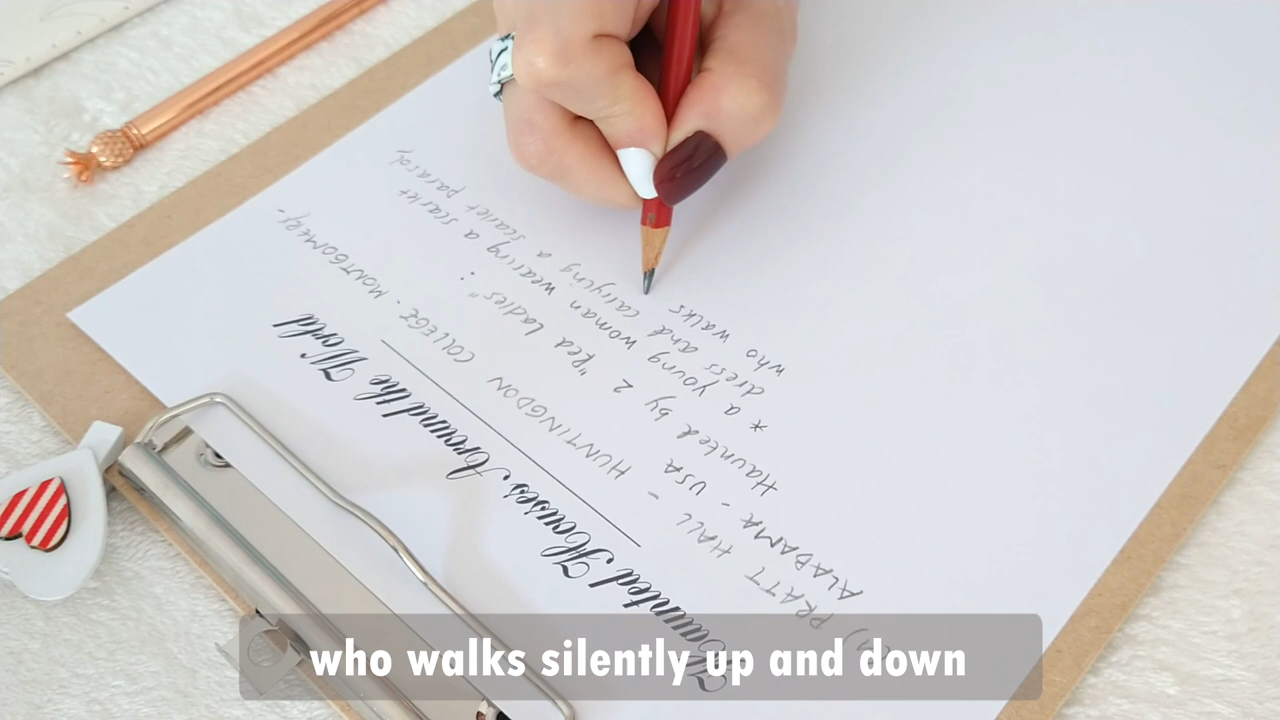 Haunted Houses Around the World
(1) PRATT HALL - HUNTINGDON COLLEGE - MONTGOMERY -
ALABAMA - USA
Haunted by 2 "Red Ladies" :
* a young woman wearing a scarlet
dress and carrying a scarlet parasol,
who walks
who walks silently up and down